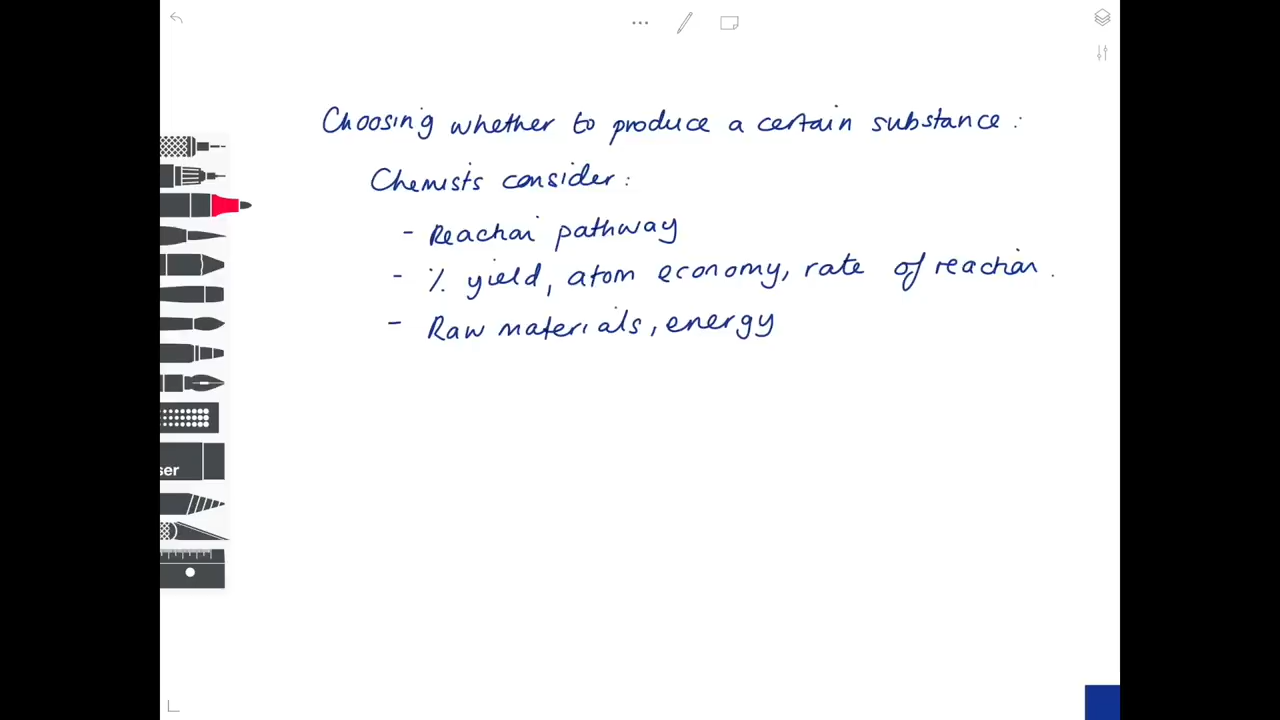 Choosing whether to produce a certain substance :
Chemists consider :
- Reaction pathway
- % yield, atom economy, rate of reaction .
- Raw materials, energy
ser